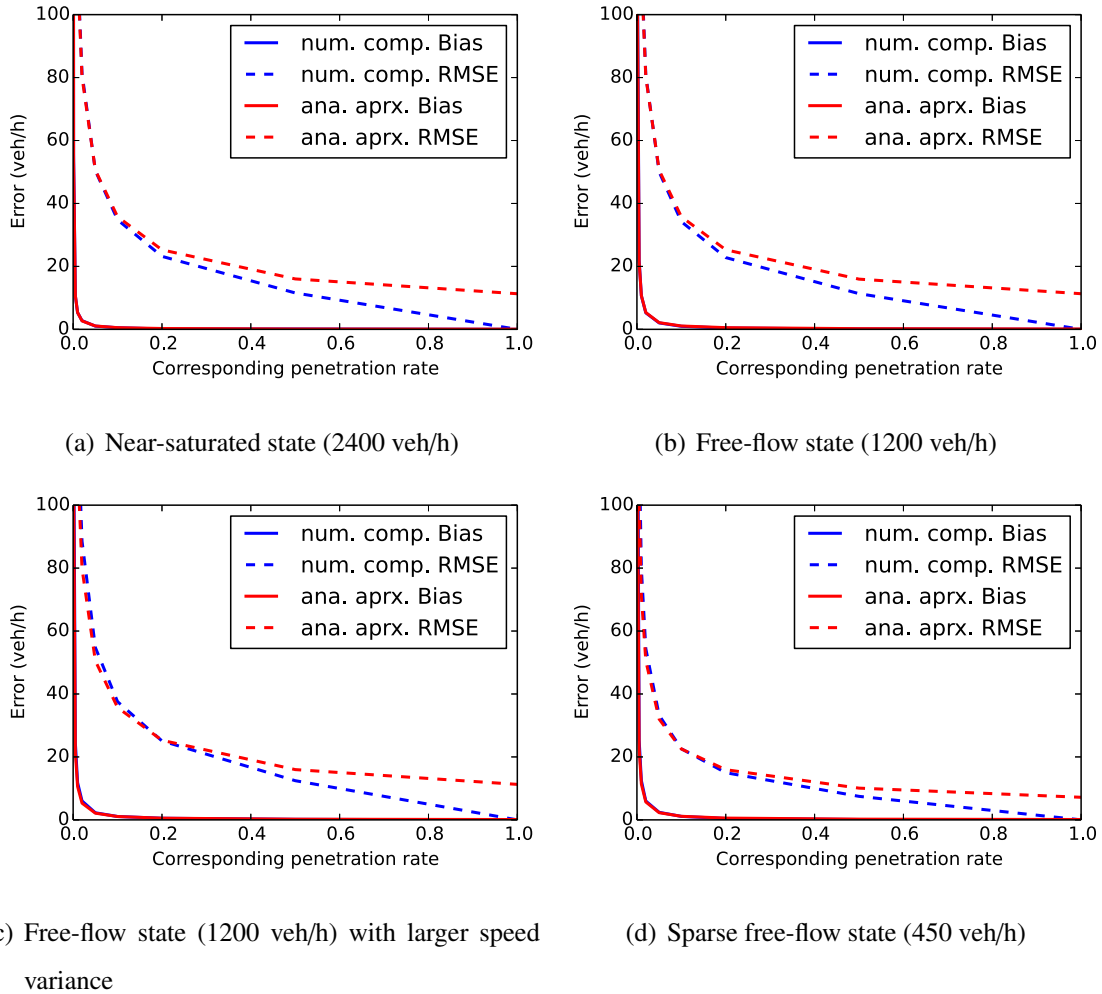 100
80
60
40
20
0
Error (veh/h)
0.0 0.2 0.4 0.6 0.8 1.0
Corresponding penetration rate
num. comp. Bias
num. comp. RMSE
ana. aprx. Bias
ana. aprx. RMSE
(a) Near-saturated state (2400 veh/h)
100
80
60
40
20
0
Error (veh/h)
0.0 0.2 0.4 0.6 0.8 1.0
Corresponding penetration rate
num. comp. Bias
num. comp. RMSE
ana. aprx. Bias
ana. aprx. RMSE
(b) Free-flow state (1200 veh/h)
100
80
60
40
20
0
Error (veh/h)
0.0 0.2 0.4 0.6 0.8 1.0
Corresponding penetration rate
num. comp. Bias
num. comp. RMSE
ana. aprx. Bias
ana. aprx. RMSE
c) Free-flow state (1200 veh/h) with larger speed
variance
100
80
60
40
20
0
Error (veh/h)
0.0 0.2 0.4 0.6 0.8 1.0
Corresponding penetration rate
num. comp. Bias
num. comp. RMSE
ana. aprx. Bias
ana. aprx. RMSE
(d) Sparse free-flow state (450 veh/h)